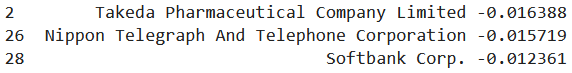 2 Takeda Pharmaceutical Company Limited -0.016388
26 Nippon Telegraph And Telephone Corporation -0.015719
28 Softbank Corp. -0.012361